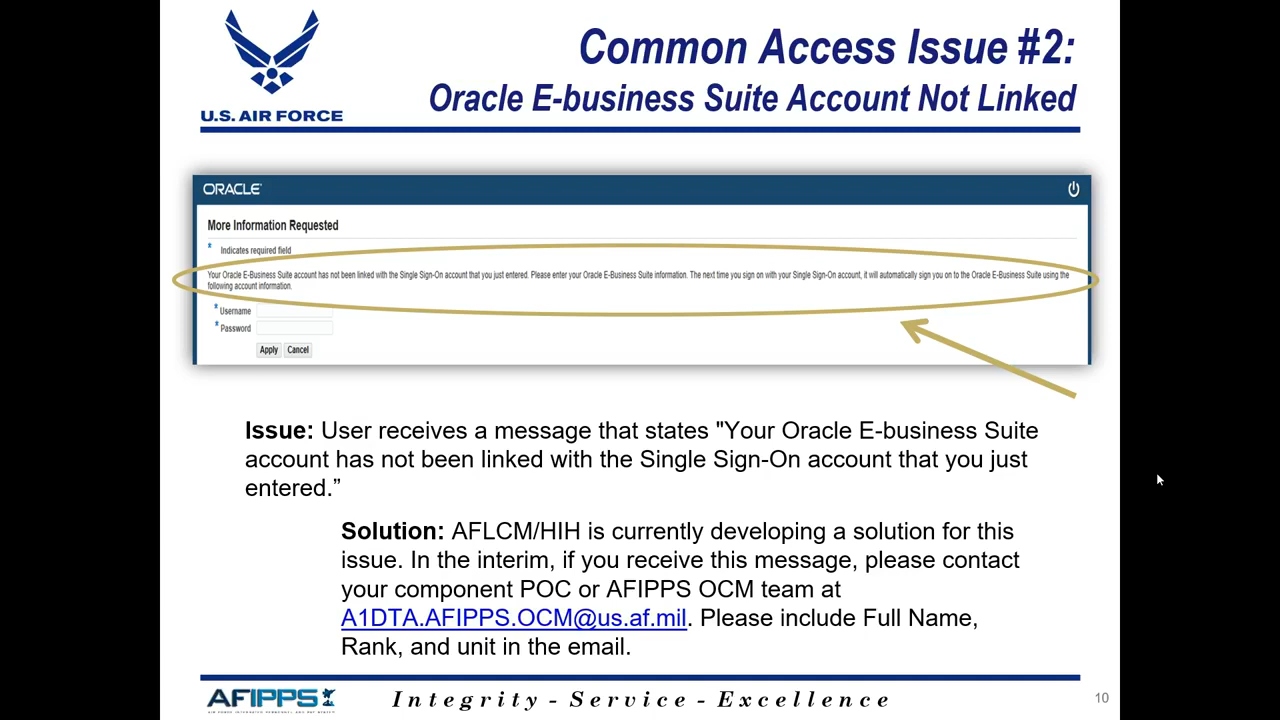 Common Access Issue #2:
Oracle E-business Suite Account Not Linked
U.S. AIR FORCE
ORACLE
More Information Requested
* Indicates required field
Your Oracle E-Business Suite account has not been linked with the Single Sign-On account that you just entered. Please enter your Oracle E-Business Suite information. The next time you sign on with your Single Sign-On account, it will automatically sign you on to the Oracle E-Business Suite using the
following account information.
* Username
* Password
Apply Cancel
Issue: User receives a message that states "Your Oracle E-business Suite
account has not been linked with the Single Sign-On account that you just
entered.”
Solution: AFLCM/HIH is currently developing a solution for this
issue. In the interim, if you receive this message, please contact
your component POC or AFIPPS OCM team at
A1DTA.AFIPPS.OCM@us.af.mil. Please include Full Name,
Rank, and unit in the email.
AFIPPS
Integrity - Service - Excellence
10